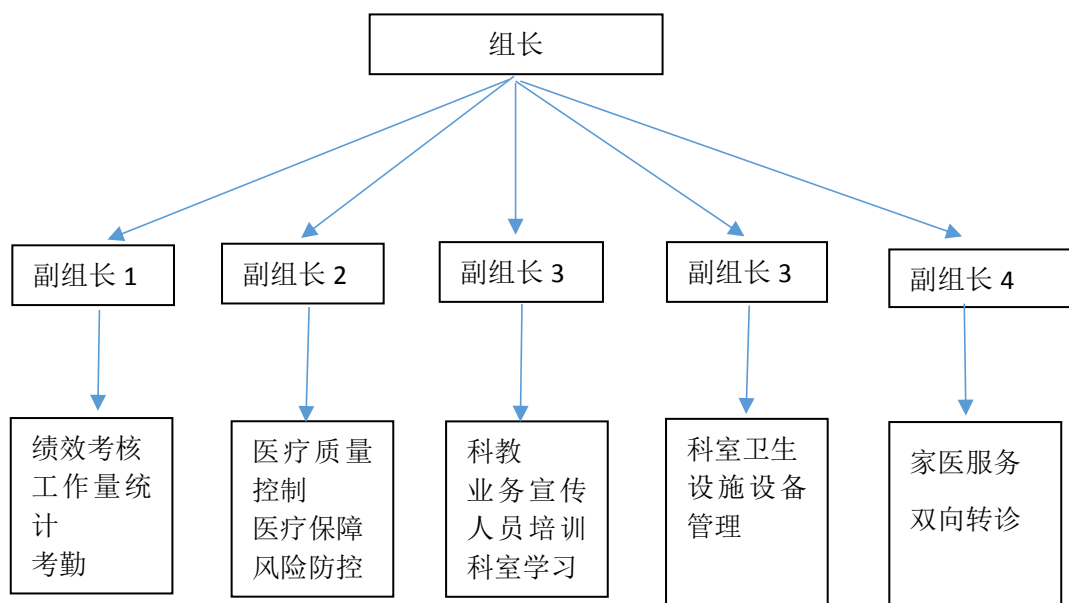 组长
副组长 1
副组长 2
副组长 3
副组长 3
副组长 4
绩效考核
工作量统
计
考勤
医疗质量
控制
医疗保障
风险防控
科教
业务宣传
人员培训
科室学习
科室卫生
设施设备
管理
家医服务
双向转诊